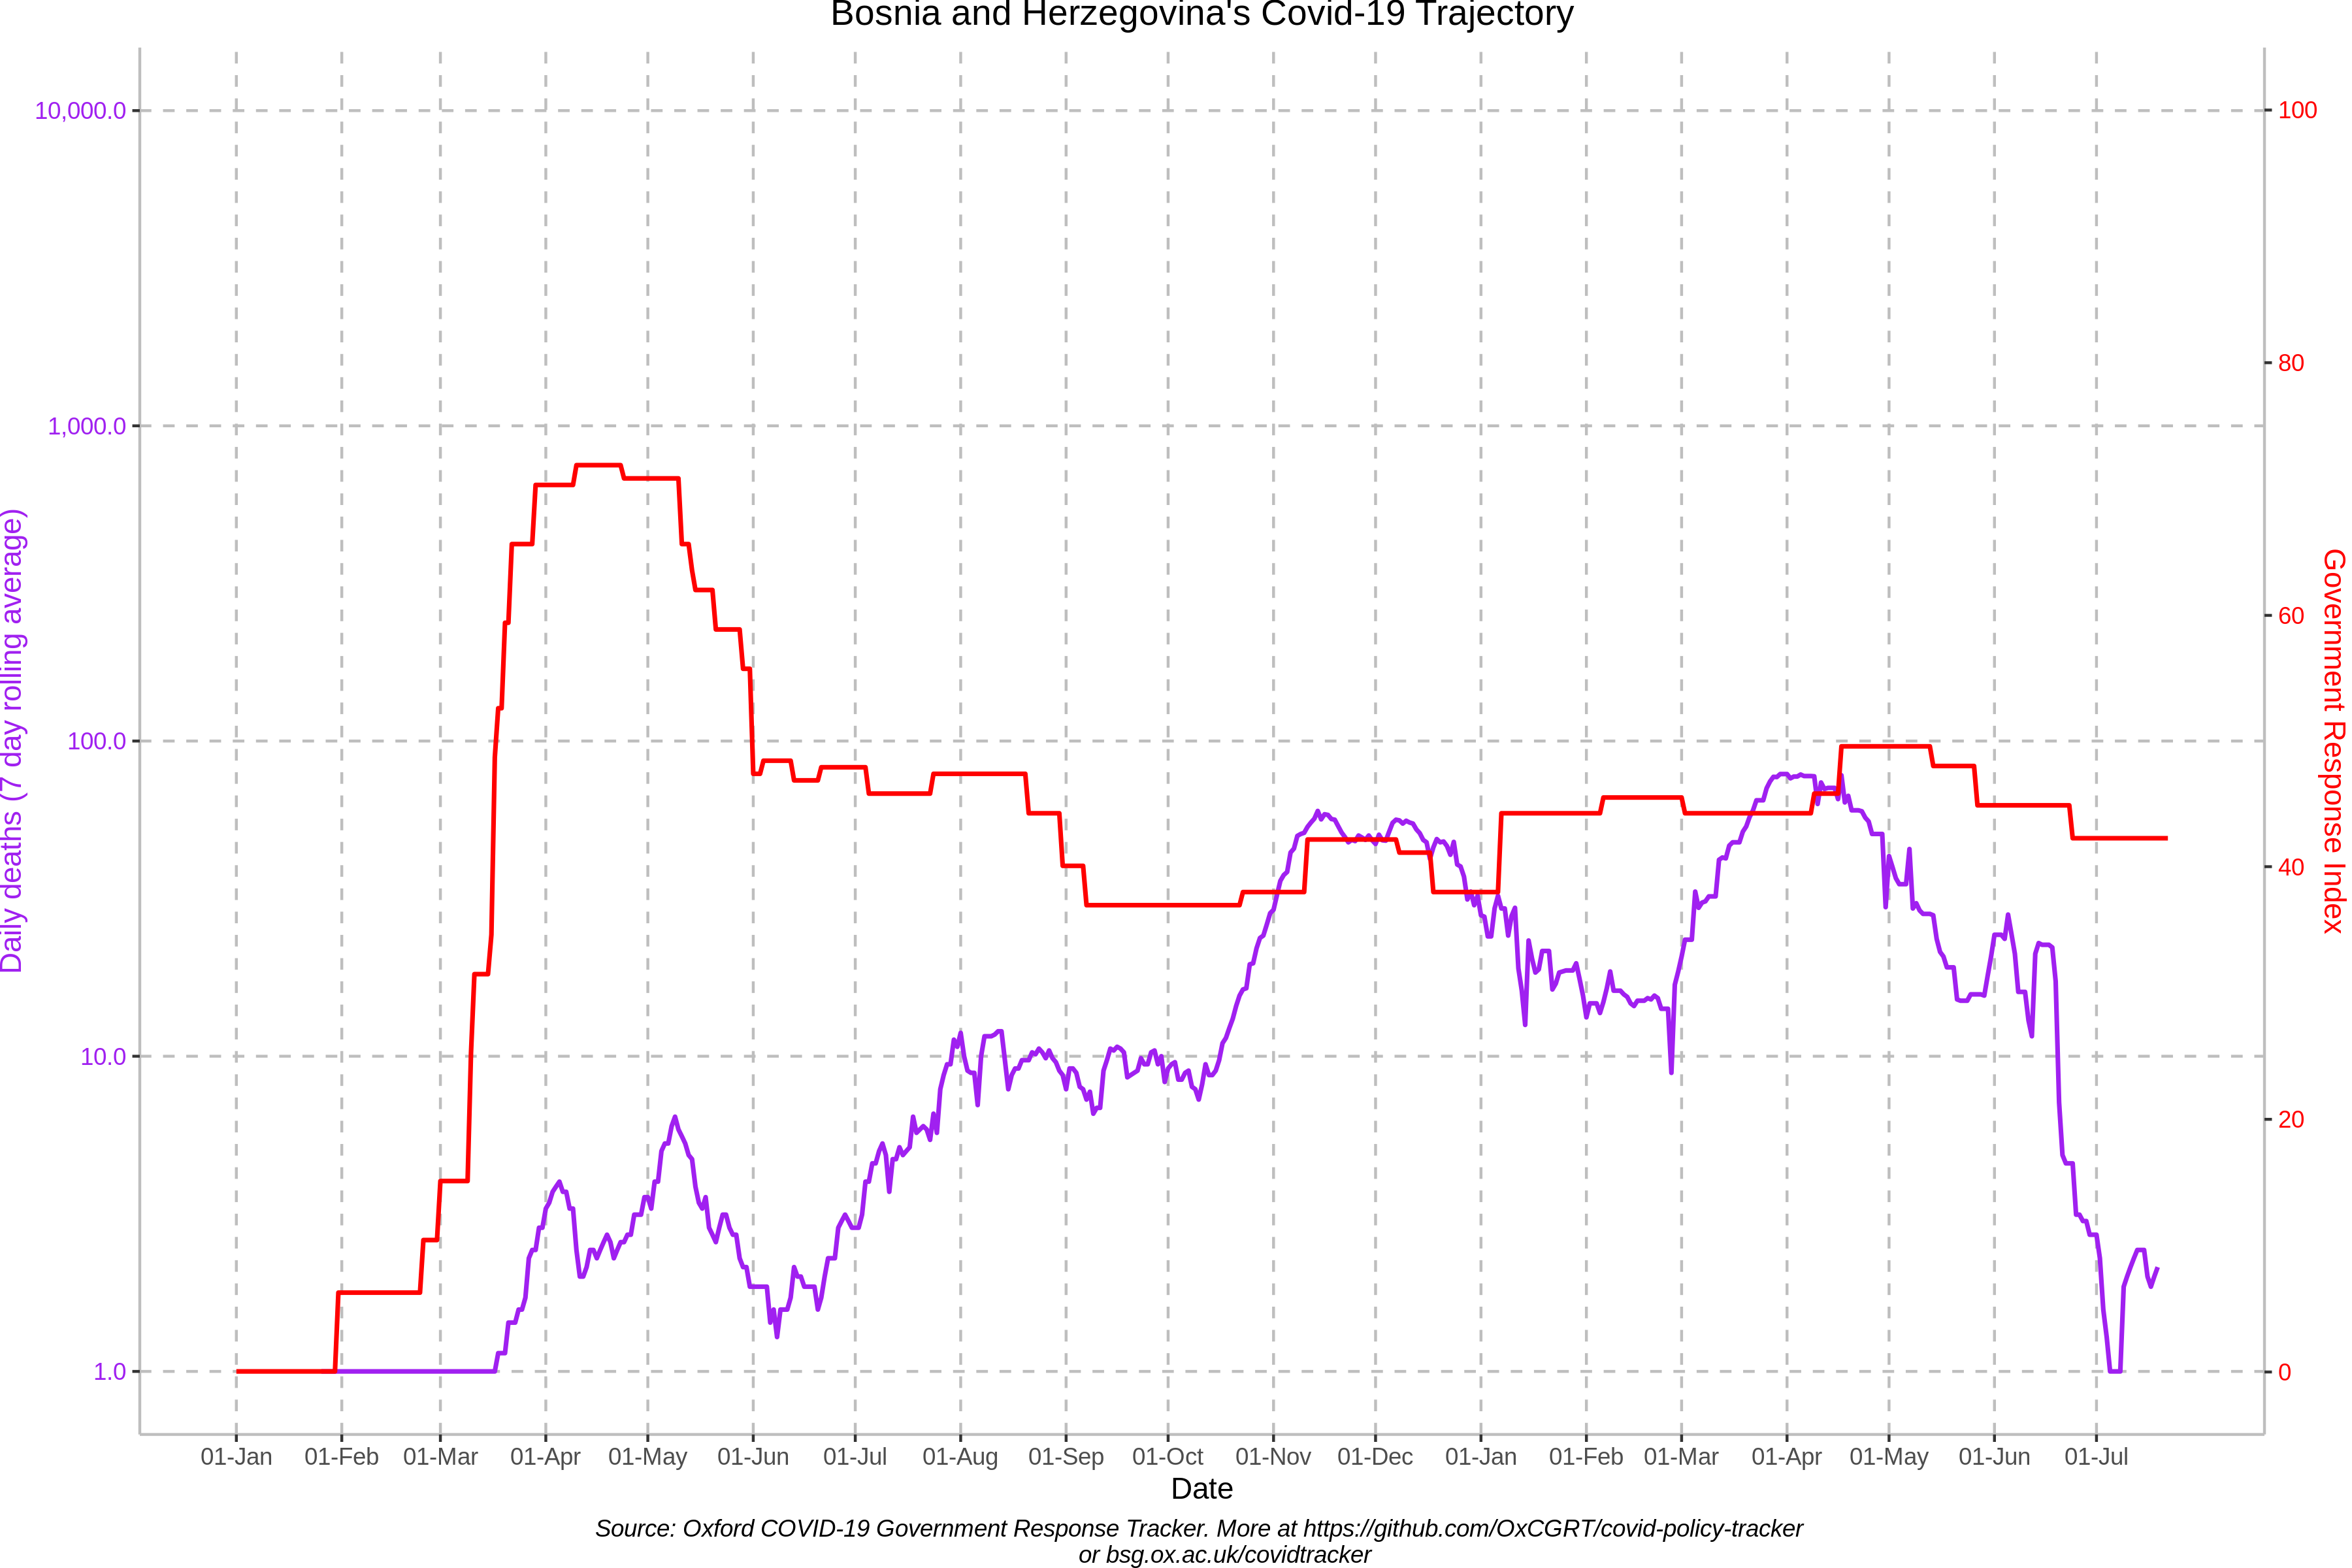 Bosnia and Herzegovina's Covid-19 Trajectory
10,000.0
1,000.0
100.0
10.0
1.0
Daily deaths (7 day rolling average)
100
80
60
40
20
0
Government Response Index
01-Jan 01-Feb 01-Mar 01-Apr 01-May 01-Jun 01-Jul 01-Aug 01-Sep 01-Oct 01-Nov 01-Dec 01-Jan 01-Feb 01-Mar 01-Apr 01-May 01-Jun 01-Jul
Date
Source: Oxford COVID-19 Government Response Tracker. More at https://github.com/OxCGRT/covid-policy-tracker
or bsg.ox.ac.uk/covidtracker